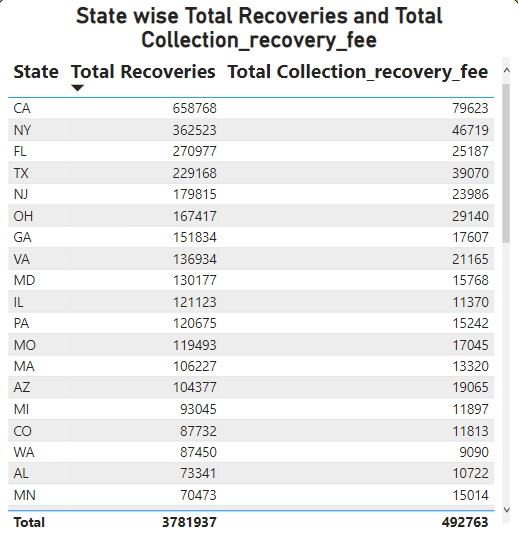 State wise Total Recoveries and Total
Collection_recovery_fee
State Total Recoveries Total Collection_recovery_fee
CA 658768 79623
NY 362523 46719
FL 270977 25187
TX 229168 39070
NJ 179815 23986
OH 167417 29140
GA 151834 17607
VA 136934 21165
MD 130177 15768
IL 121123 11370
PA 120675 15242
MO 119493 17045
MA 106227 13320
AZ 104377 19065
MI 93045 11897
CO 87732 11813
WA 87450 9090
AL 73341 10722
MN 70473 15014
Total 3781937 492763